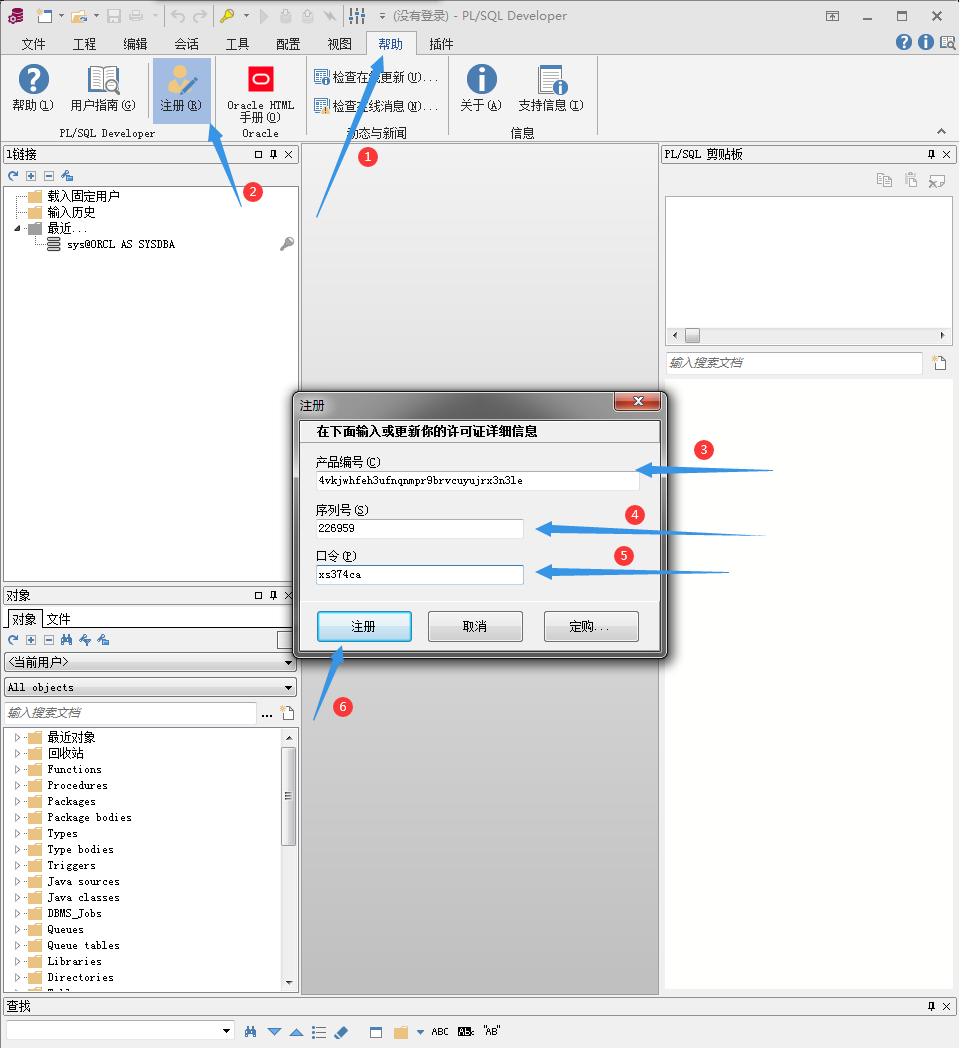 (没有登录) - PL/SQL Developer
文件 工程 编辑 会话 工具 配置 视图 帮助 插件
帮助(L) 用户指南(G) 注册(R) Oracle HTML 手册(O) 检查在线更新(U)... 检查在线消息(N)... 关于(A) 支持信息(I)
PL/SQL Developer Oracle 动态与新闻 信息
1
2
1链接
载入固定用户
输入历史
最近...
sys@ORCL AS SYSDBA
PL/SQL 剪贴板
输入搜索文档
注册
在下面输入或更新你的许可证详细信息
产品编号(C)
4vkjwhfeh3ufnqnmpr9brvcuyujrx3n3le
3
序列号(S)
226959
4
口令(P)
xs374ca
5
注册 取消 定购...
6
对象
对象 文件
<当前用户>
All objects
输入搜索文档 ...
最近对象
回收站
Functions
Procedures
Packages
Package bodies
Types
Type bodies
Triggers
Java sources
Java classes
DBMS_Jobs
Queues
Queue tables
Libraries
Directories
查找
ABC AB: "AB"